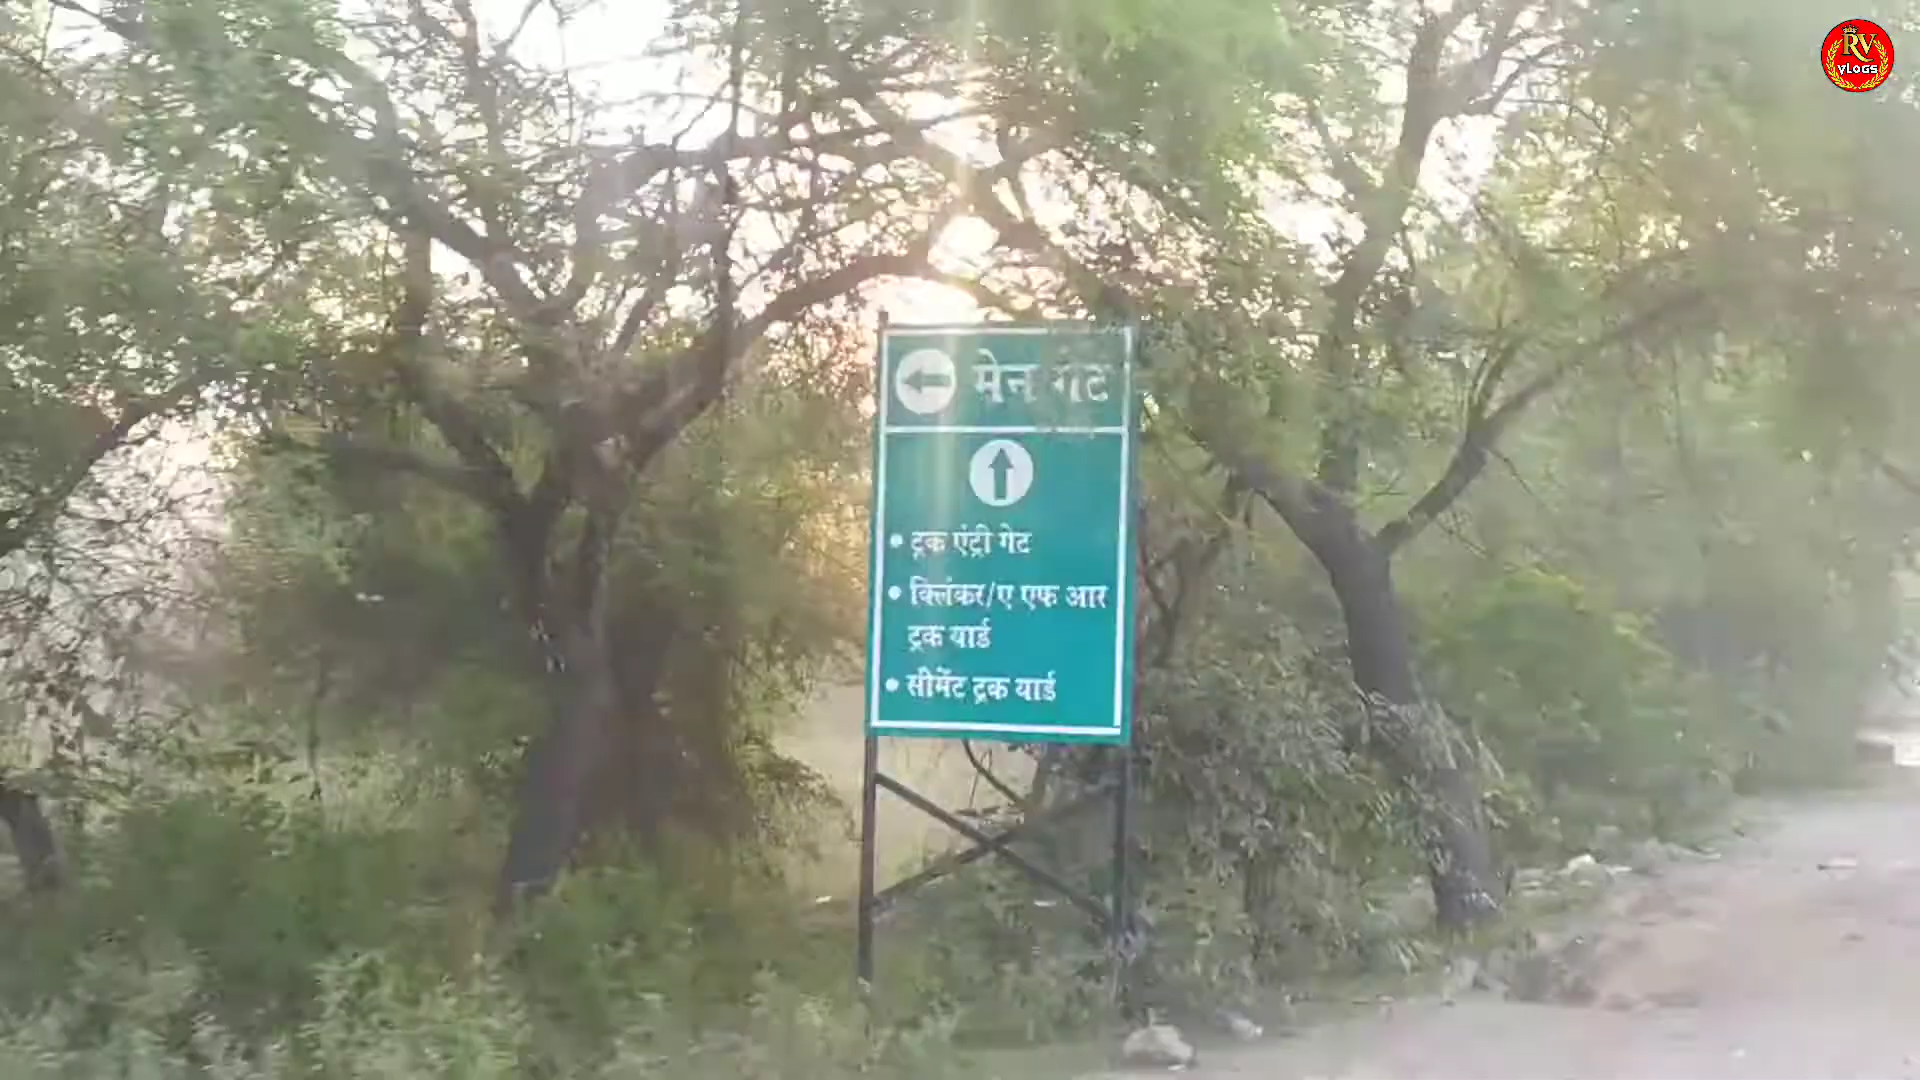 RV
VLOGS
मेन गेट
• ट्रक एंट्री गेट
• क्लिंकर/ए एफ आर
ट्रक यार्ड
• सीमेंट ट्रक यार्ड